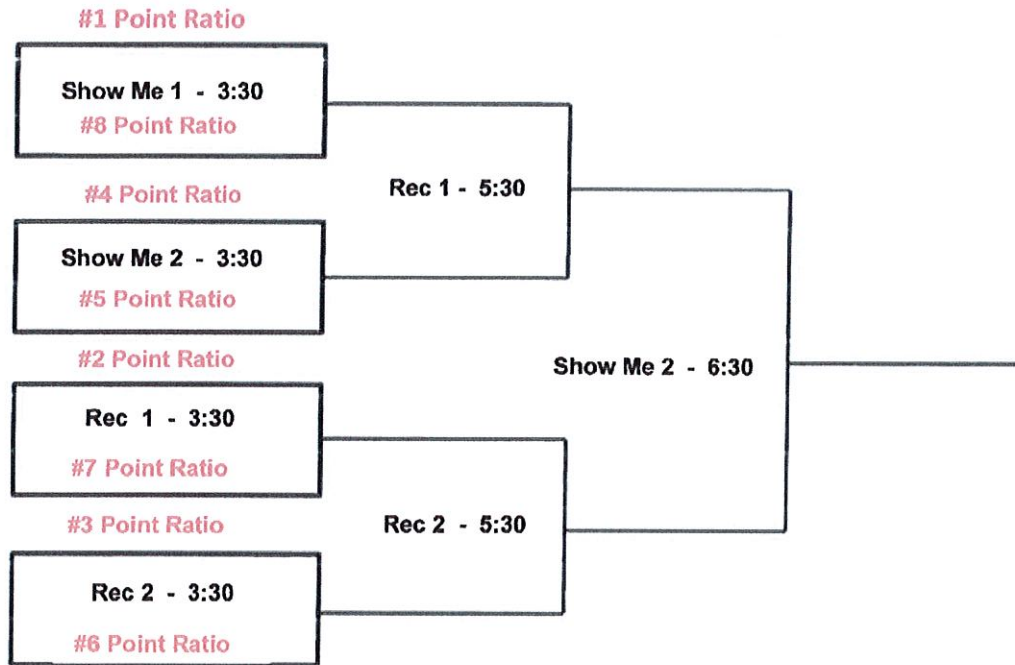 #1 Point Ratio
Show Me 1 - 3:30
#8 Point Ratio
#4 Point Ratio
Show Me 2 - 3:30
#5 Point Ratio
#2 Point Ratio
Rec 1 - 3:30
#7 Point Ratio
#3 Point Ratio
Rec 2 - 3:30
#6 Point Ratio
Rec 1 - 5:30
Rec 2 - 5:30
Show Me 2 - 6:30